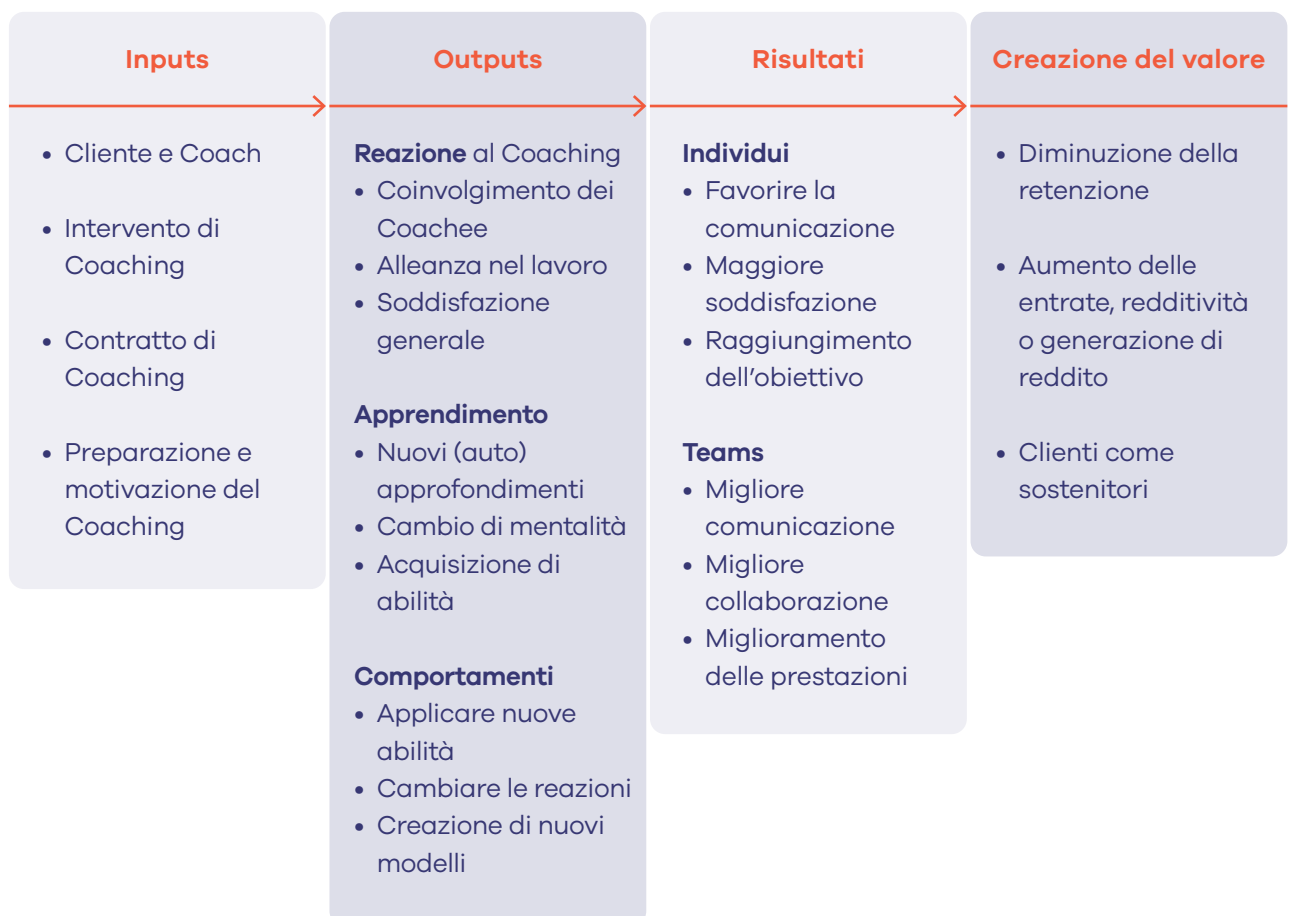 Inputs
• Cliente e Coach
• Intervento di
Coaching
• Contratto di
Coaching
• Preparazione e
motivazione del
Coaching
Outputs
Reazione al Coaching
• Coinvolgimento dei
Coachee
• Alleanza nel lavoro
• Soddisfazione
generale
Apprendimento
• Nuovi (auto)
approfondimenti
• Cambio di mentalità
• Acquisizione di
abilità
Comportamenti
• Applicare nuove
abilità
• Cambiare le reazioni
• Creazione di nuovi
modelli
Risultati
Individui
• Favorire la
comunicazione
• Maggiore
soddisfazione
• Raggiungimento
dell’obiettivo
Teams
• Migliore
comunicazione
• Migliore
collaborazione
• Miglioramento
delle prestazioni
Creazione del valore
• Diminuzione della
retenzione
• Aumento delle
entrate, redditività
o generazione di
reddito
• Clienti come
sostenitori